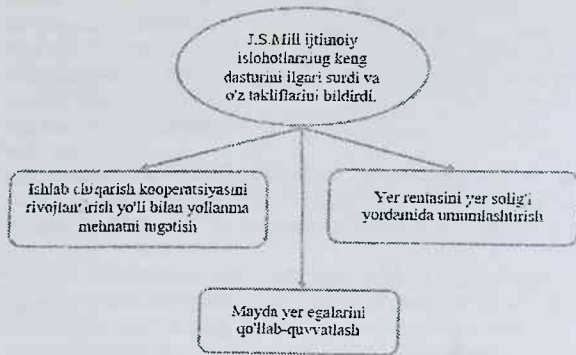 J.S.Mill ijtimoiy
islohotlarning keng
dasturini ilgari surdi va
o'z takliflarini bildirdi.
Ishlab chiqarish kooperatsiyasini
rivojlantirish yo'li bilan yollanma
mehnatni tugatish
Yer rentasini yer solig'i
yordamida umumlashtirish
Mayda yer egalarini
qo'llab-quvvatlash